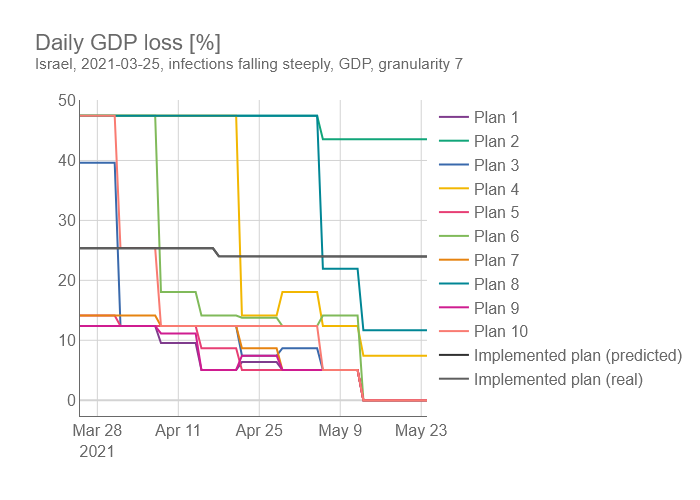 Daily GDP loss [%]
Israel, 2021-03-25, infections falling steeply, GDP, granularity 7
50
40
30
20
10
0
Mar 28
2021
Apr 11
Apr 25
May 9
May 23
Plan 1
Plan 2
Plan 3
Plan 4
Plan 5
Plan 6
Plan 7
Plan 8
Plan 9
Plan 10
Implemented plan (predicted)
Implemented plan (real)